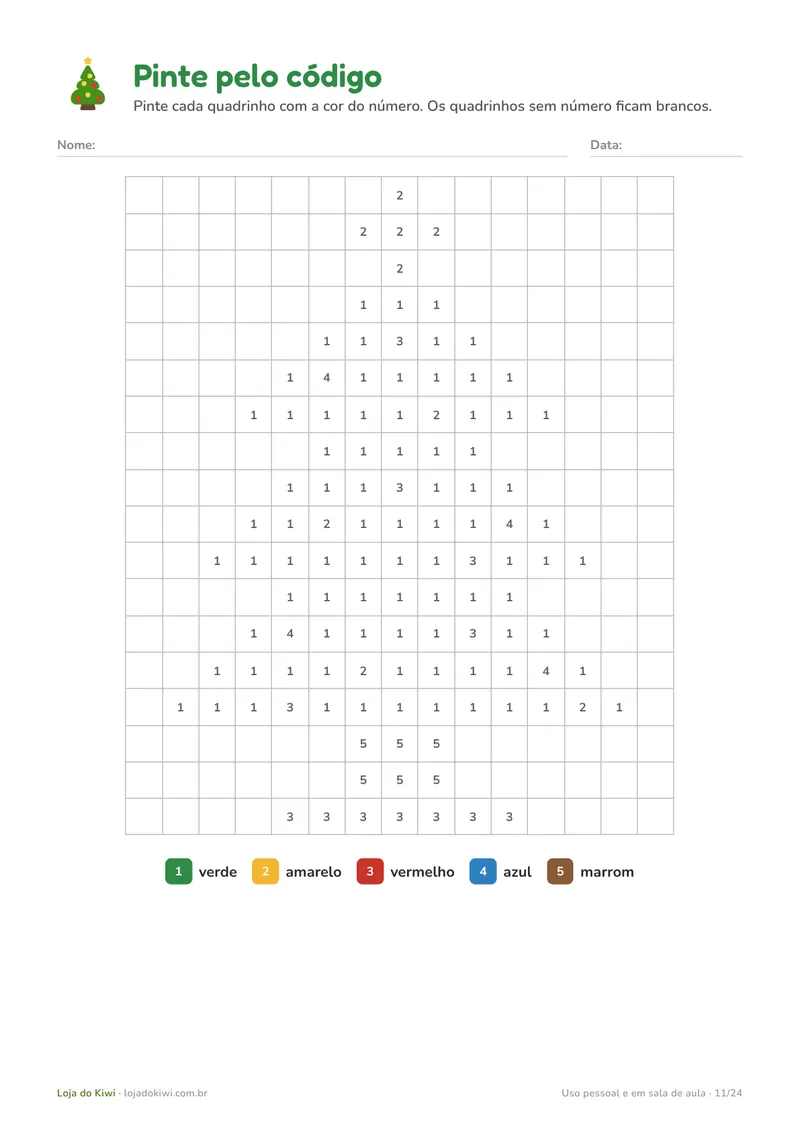 Pinte pelo código
Pinte cada quadrinho com a cor do número. Os quadrinhos sem número ficam brancos.
Nome: Data:
2
2 2 2
2
1 1 1
1 1 3 1 1
1 4 1 1 1 1 1
1 1 1 1 1 2 1 1 1
1 1 1 1 1
1 1 1 3 1 1 1
1 1 2 1 1 1 1 4 1
1 1 1 1 1 1 1 3 1 1 1
1 1 1 1 1 1 1
1 4 1 1 1 1 3 1 1
1 1 1 1 2 1 1 1 1 4 1
1 1 1 3 1 1 1 1 1 1 1 2 1
5 5 5
5 5 5
3 3 3 3 3 3 3
1 verde 2 amarelo 3 vermelho 4 azul 5 marrom
Loja do Kiwi · lojadokiwi.com.br Uso pessoal e em sala de aula · 11/24